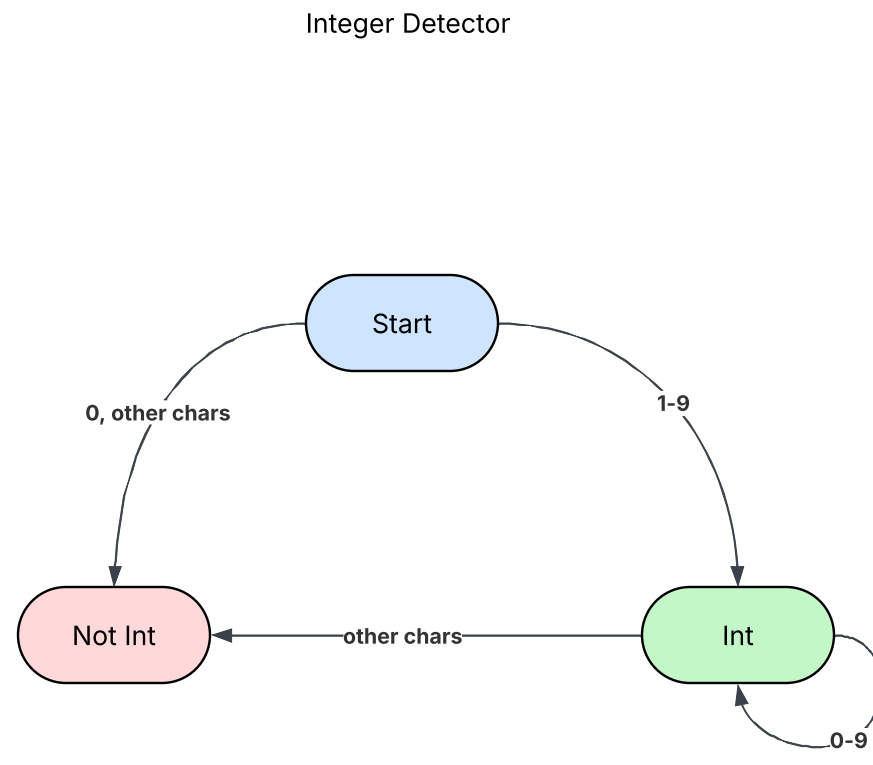 Integer Detector
Start
0, other chars
1-9
Not Int
other chars
Int
0-9